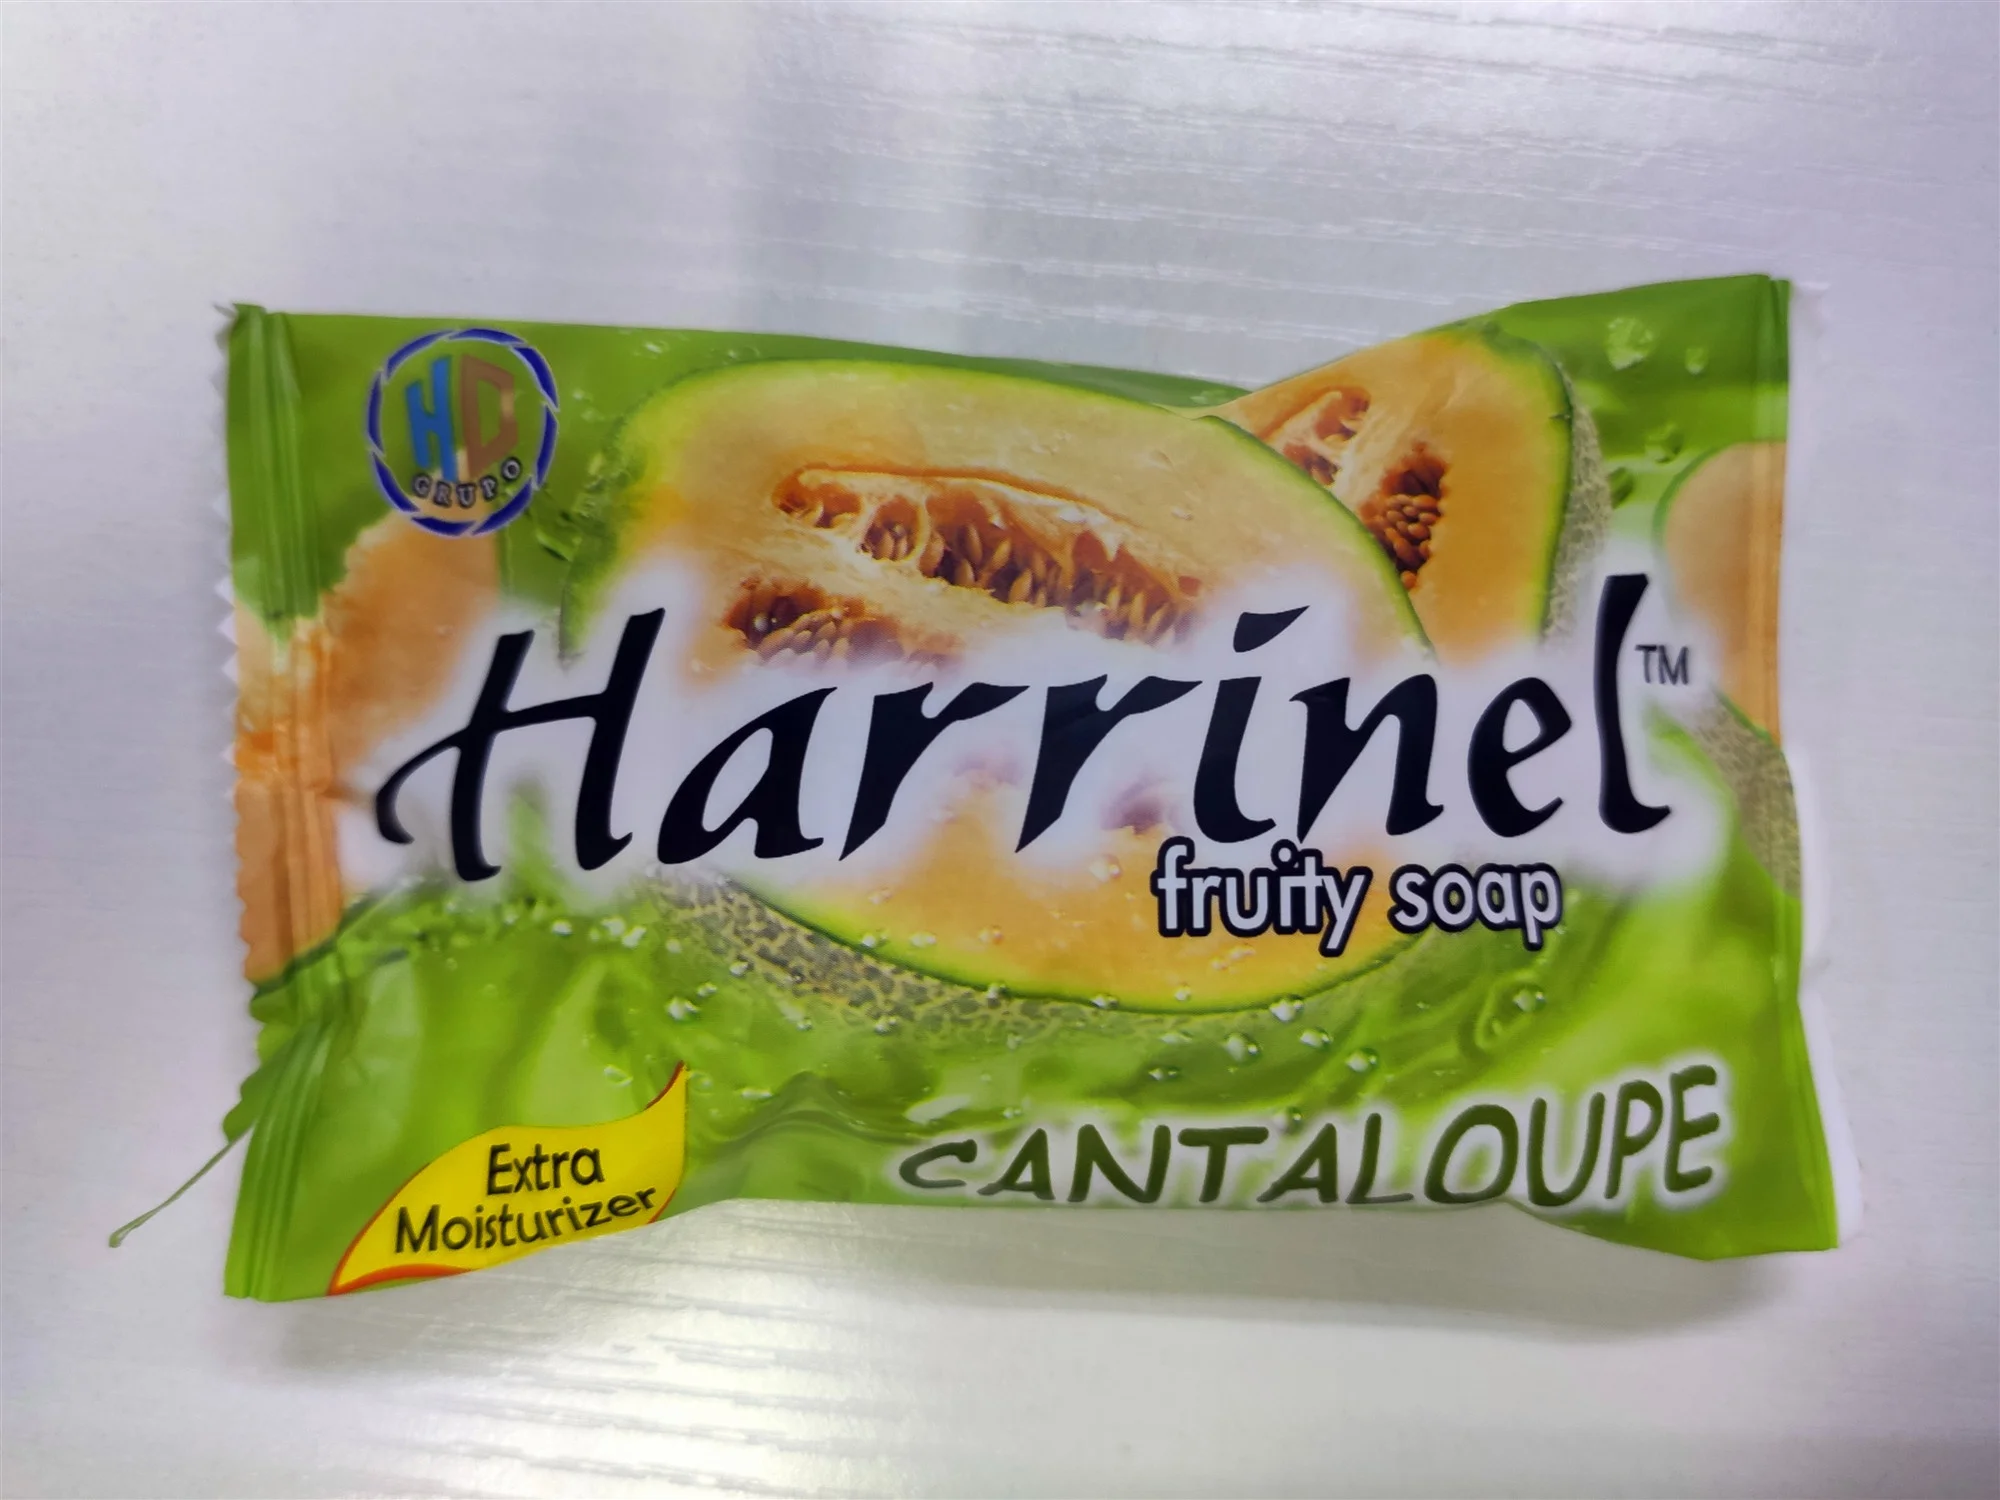 HD
GRUPO
Harrinel™
fruity soap
CANTALOUPE
Extra
Moisturizer